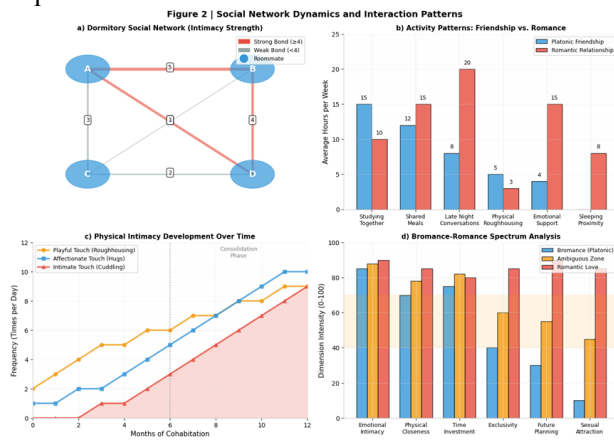 Figure 2 | Social Network Dynamics and Interaction Patterns
a) Dormitory Social Network (Intimacy Strength)
Strong Bond (≥4)
Weak Bond (<4)
Roommate
A
B
C
D
5
3
1
4
2
b) Activity Patterns: Friendship vs. Romance
Platonic Friendship
Romantic Relationship
Average Hours per Week
25
20
15
10
5
0
15
10
12
15
8
20
5
3
4
15
8
Studying
Together
Shared
Meals
Late Night
Conversations
Physical
Roughhousing
Emotional
Support
Sleeping
Proximity
c) Physical Intimacy Development Over Time
Playful Touch (Roughhousing)
Affectionate Touch (Hugs)
Intimate Touch (Cuddling)
Consolidation
Phase
Frequency (Times per Day)
12
10
8
6
4
2
0
0
2
4
6
8
10
12
Months of Cohabitation
d) Bromance-Romance Spectrum Analysis
Bromance (Platonic)
Ambiguous Zone
Romantic Love
Dimension Intensity (0-100)
100
80
60
40
20
0
Emotional
Intimacy
Physical
Closeness
Time
Investment
Exclusivity
Future
Planning
Sexual
Attraction